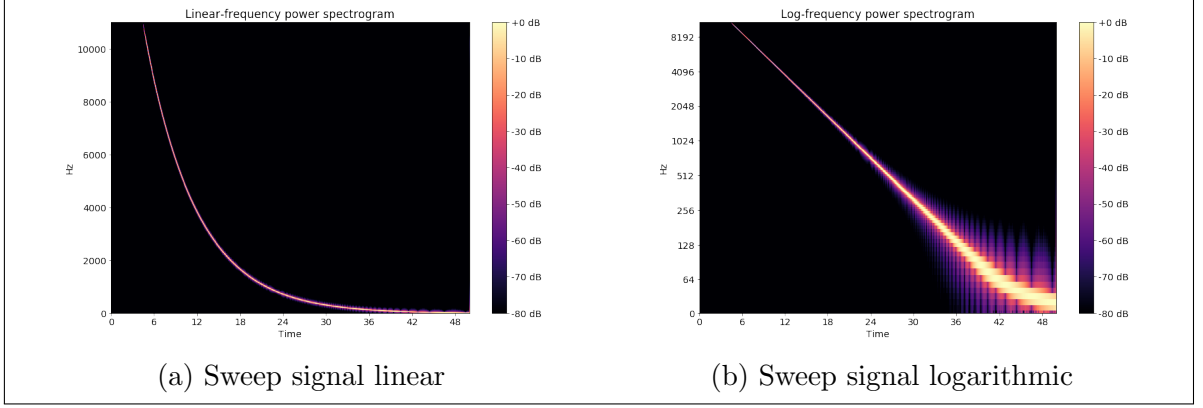 Linear-frequency power spectrogram
10000
8000
6000
4000
2000
0
Hz
0 6 12 18 24 30 36 42 48
Time
+0 dB
-10 dB
-20 dB
-30 dB
-40 dB
-50 dB
-60 dB
-70 dB
-80 dB
(a) Sweep signal linear
Log-frequency power spectrogram
8192
4096
2048
1024
512
256
128
64
0
Hz
0 6 12 18 24 30 36 42 48
Time
+0 dB
-10 dB
-20 dB
-30 dB
-40 dB
-50 dB
-60 dB
-70 dB
-80 dB
(b) Sweep signal logarithmic